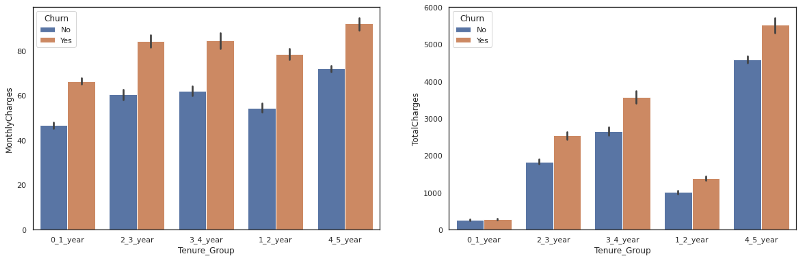 Churn
No
Yes
MonthlyCharges
80
60
40
20
0
0_1_year
2_3_year
3_4_year
1_2_year
4_5_year
Tenure_Group
Churn
No
Yes
TotalCharges
6000
5000
4000
3000
2000
1000
0
0_1_year
2_3_year
3_4_year
1_2_year
4_5_year
Tenure_Group